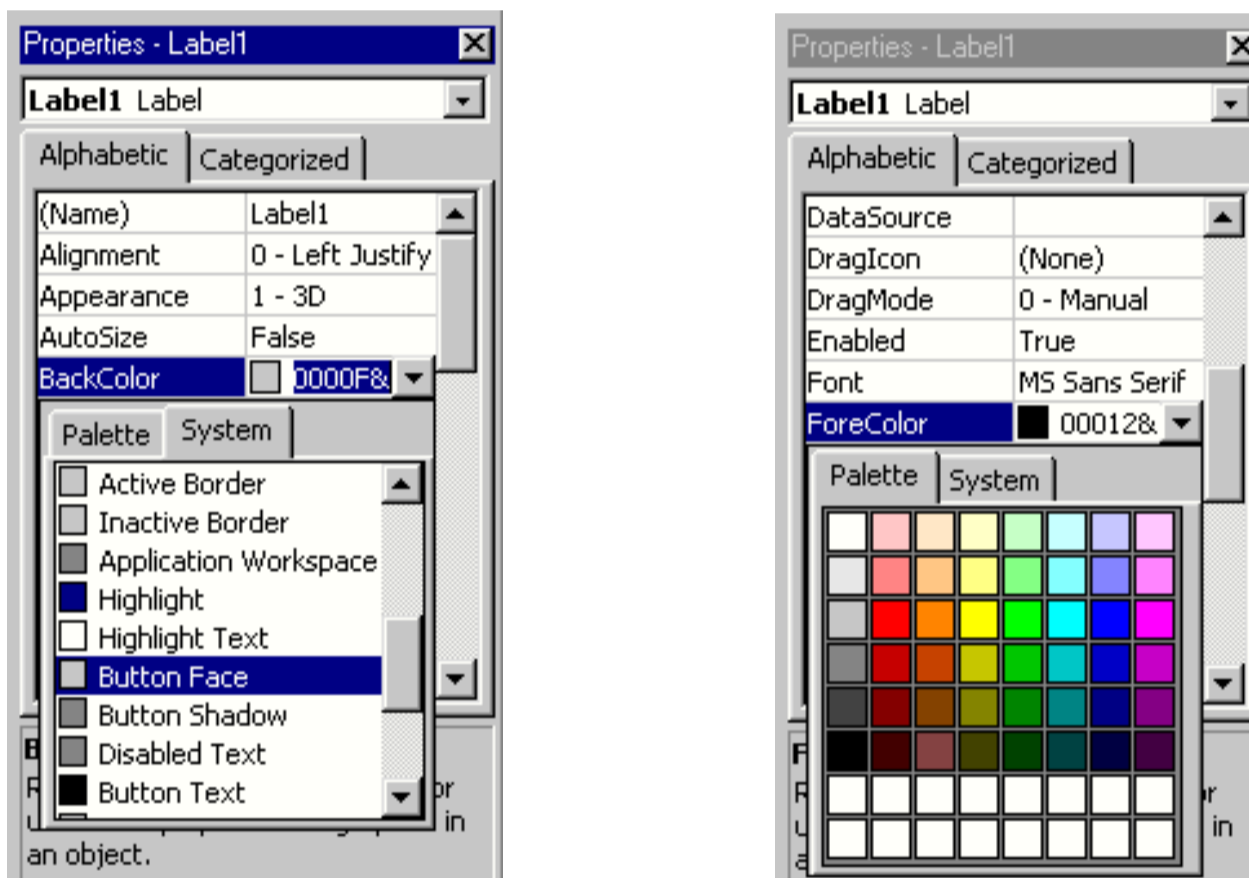 Properties - Label1
Label1 Label
Alphabetic Categorized
(Name) Label1
Alignment 0 - Left Justify
Appearance 1 - 3D
AutoSize False
BackColor 0000F&
Palette System
Active Border
Inactive Border
Application Workspace
Highlight
Highlight Text
Button Face
Button Shadow
Disabled Text
Button Text
in
an object.
Properties - Label1
Label1 Label
Alphabetic Categorized
DataSource
DragIcon (None)
DragMode 0 - Manual
Enabled True
Font MS Sans Serif
ForeColor 000128&
Palette System
in